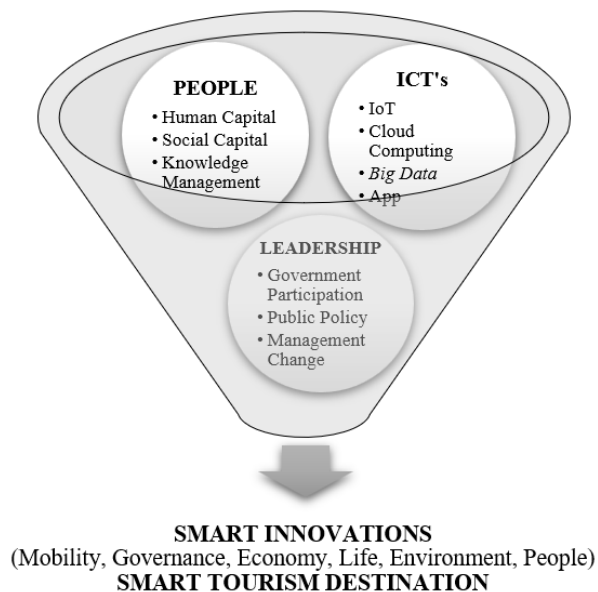 PEOPLE
• Human Capital
• Social Capital
• Knowledge
Management
ICT's
• IoT
• Cloud
Computing
• Big Data
• App
LEADERSHIP
• Government
Participation
• Public Policy
• Management
Change
SMART INNOVATIONS
(Mobility, Governance, Economy, Life, Environment, People)
SMART TOURISM DESTINATION